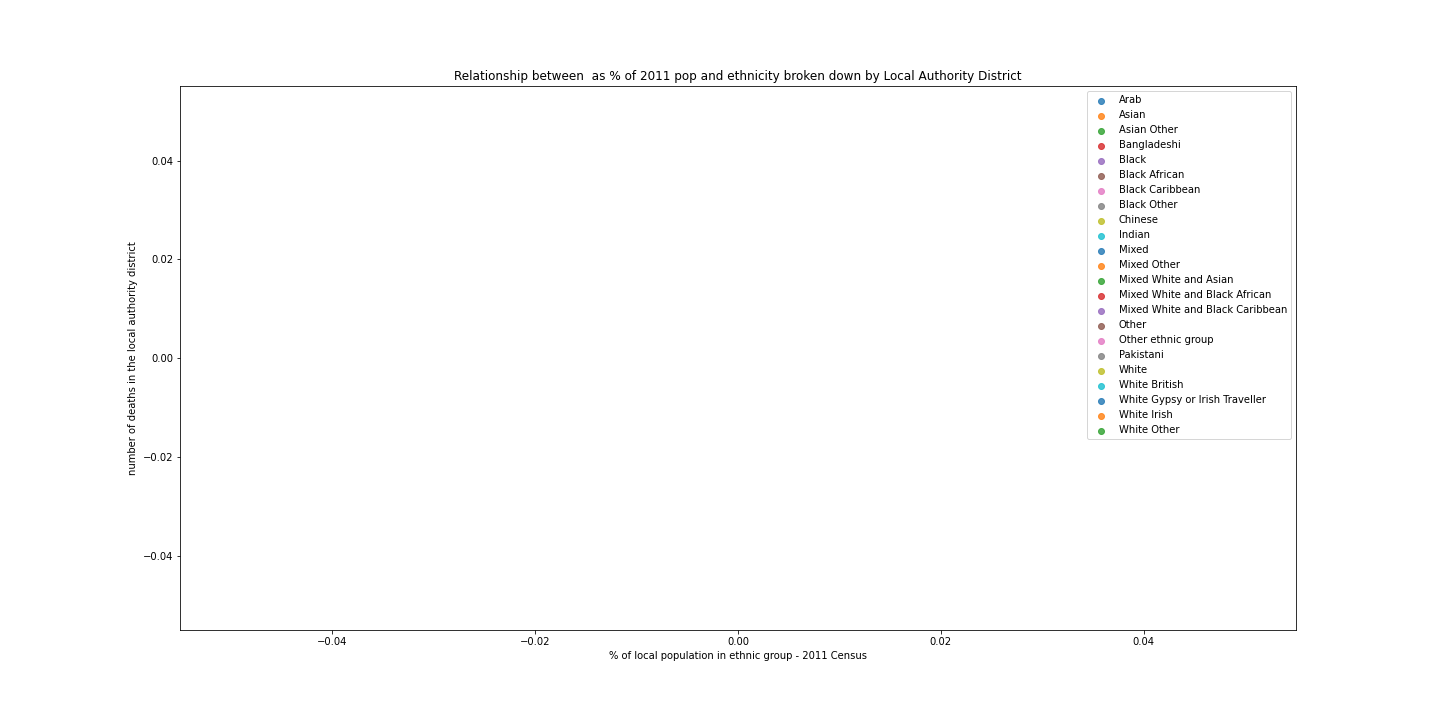 Relationship between  as % of 2011 pop and ethnicity broken down by Local Authority District
Arab
Asian
Asian Other
Bangladeshi
Black
Black African
Black Caribbean
Black Other
Chinese
Indian
Mixed
Mixed Other
Mixed White and Asian
Mixed White and Black African
Mixed White and Black Caribbean
Other
Other ethnic group
Pakistani
White
White British
White Gypsy or Irish Traveller
White Irish
White Other
number of deaths in the local authority district
0.04
0.02
0.00
−0.02
−0.04
−0.04 −0.02 0.00 0.02 0.04
% of local population in ethnic group - 2011 Census